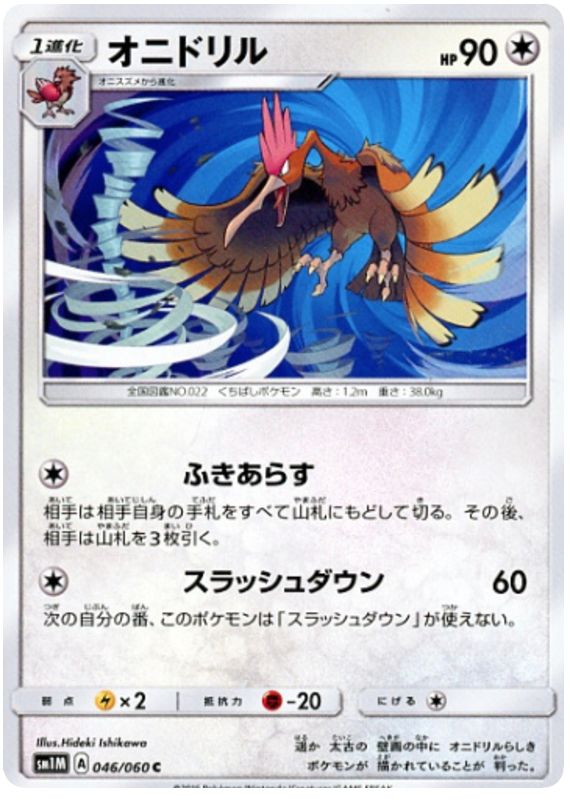 1進化 オニドリル HP 90
オニスズメから進化
全国図鑑NO.022 くちばしポケモン 高さ：1.2m 重さ：38.0kg
ふきあらす
相手は相手自身の手札をすべて山札にもどして切る。その後、
相手は山札を3枚引く。
スラッシュダウン 60
次の自分の番、このポケモンは「スラッシュダウン」が使えない。
弱点 ×2 抵抗力 -20 にげる
Illus.Hideki Ishikawa
遥か 太古の 壁画の中に オニドリルらしき
ポケモンが 描かれていることが 判った。
sm1M A 046/060 C